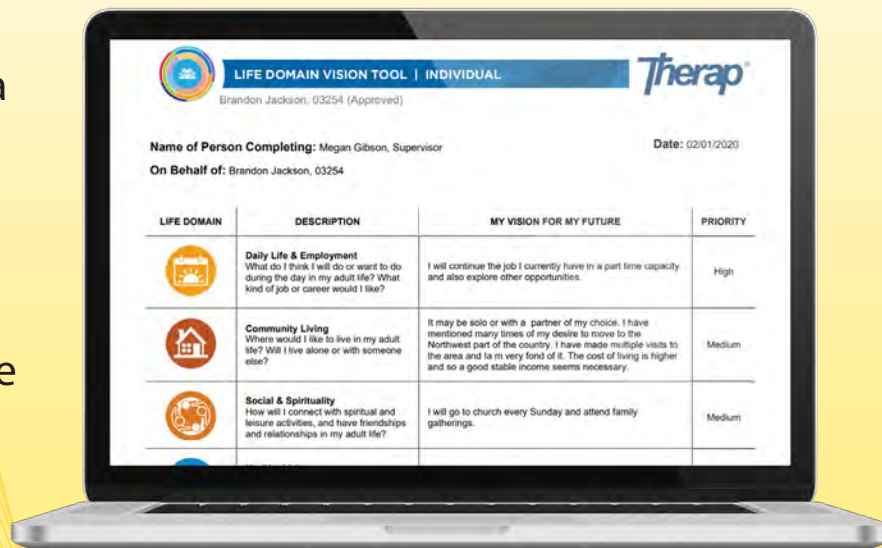 a
e
LIFE DOMAIN VISION TOOL | INDIVIDUAL
Therap
Brandon Jackson, 03254 (Approved)
Name of Person Completing: Megan Gibson, Supervisor
Date: 02/01/2020
On Behalf of: Brandon Jackson, 03254
LIFE DOMAIN DESCRIPTION MY VISION FOR MY FUTURE PRIORITY
Daily Life & Employment
What do I think I will do or want to do
during the day in my adult life? What
kind of job or career would I like?
I will continue the job I currently have in a part time capacity
and also explore other opportunities.
High
Community Living
Where would I like to live in my adult
life? Will I live alone or with someone
else?
It may be solo or with a partner of my choice. I have
mentioned many times of my desire to move to the
Northwest part of the country. I have made multiple visits to
the area and Ia m very fond of it. The cost of living is higher
and so a good stable income seems necessary.
Medium
Social & Spirituality
How will I connect with spiritual and
leisure activities, and have friendships
and relationships in my adult life?
I will go to church every Sunday and attend family
gatherings.
Medium